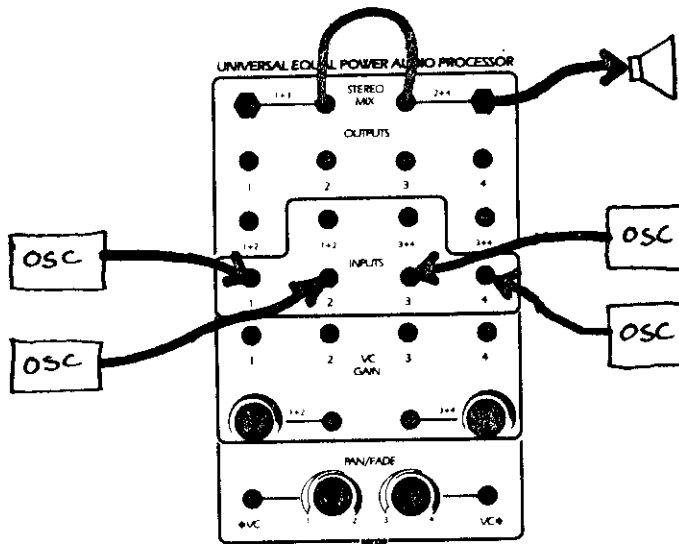 UNIVERSAL EQUAL POWER AUDIO PROCESSOR
1+3 STEREO MIX 2+4
OUTPUTS
1 2 3 4
1+2 1+2 3+4 3+4
OSC INPUTS OSC
1 2 3 4
OSC OSC
1 2 VC GAIN 3 4
1+2 3+4
PAN/FADE
+VC 1 2 3 4 VC+